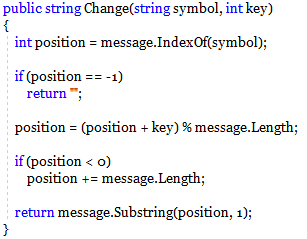 public string Change(string symbol, int key)
{
int position = message.IndexOf(symbol);
if(position == -1)
return "";
position = (position + key) % message.Length;
if(position < 0)
position += message.Length;
return message.Substring(position, 1);
}